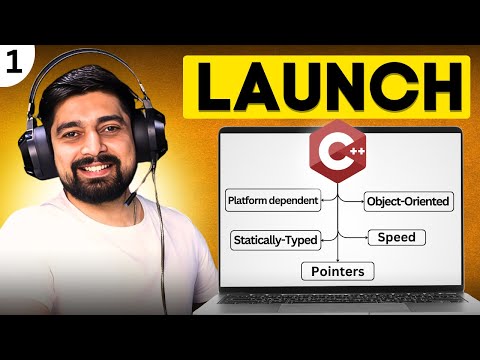 1
LAUNCH
C++
Platform dependent
Object-Oriented
Statically-Typed
Speed
Pointers